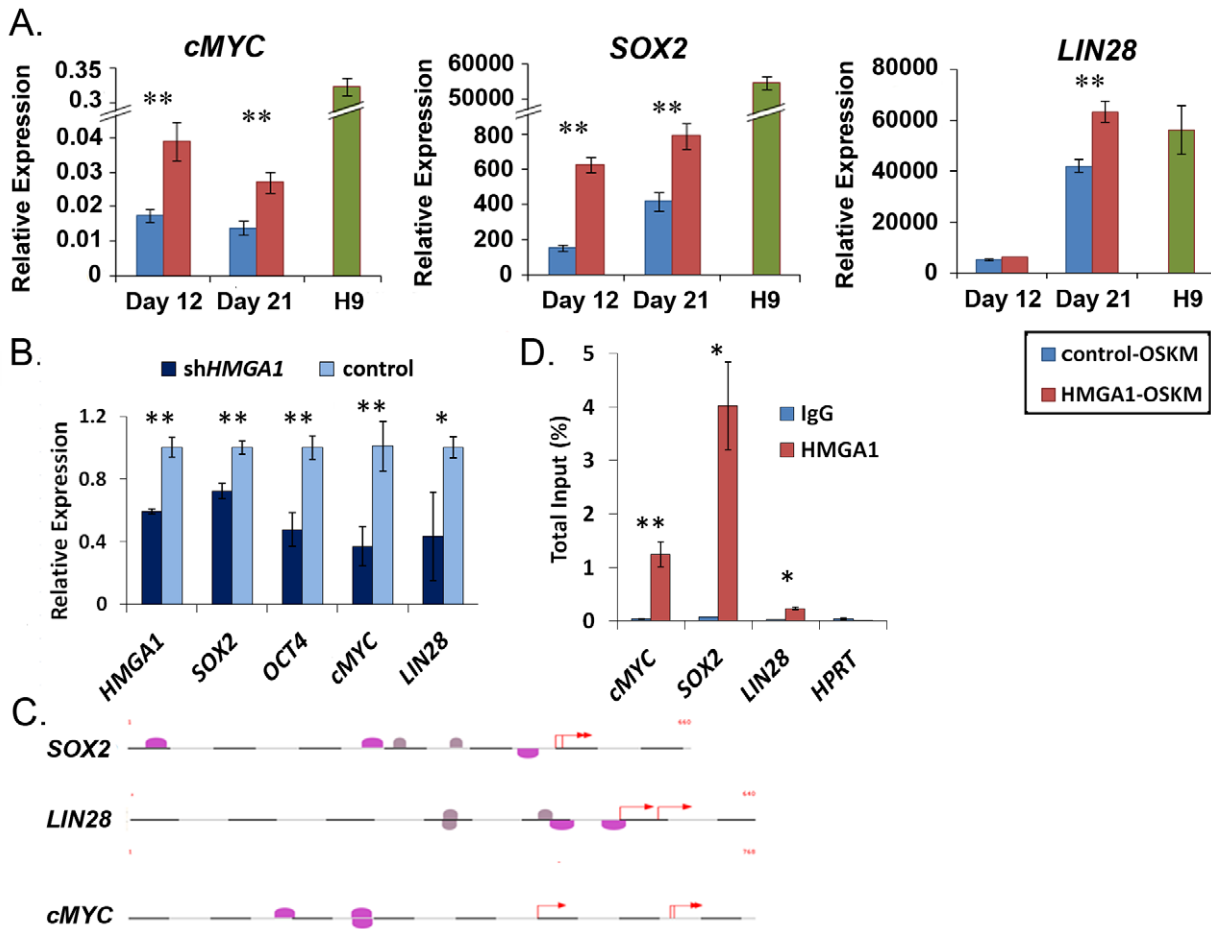 A.
cMYC
SOX2
LIN28
Relative Expression
0.35
0.3
0.04
0.03
0.02
0.01
0
**
**
Day 12 Day 21 H9
Relative Expression
60000
50000
800
600
400
200
0
**
**
Day 12 Day 21 H9
Relative Expression
80000
60000
40000
20000
0
**
Day 12 Day 21 H9
control-OSKM
HMGA1-OSKM
B.
shHMGA1 control
Relative Expression
1.2
0.8
0.4
0
** ** ** ** *
HMGA1 SOX2 OCT4 cMYC LIN28
D.
Total Input (%)
5
4
3
2
1
0
** * *
IgG
HMGA1
cMYC SOX2 LIN28 HPRT
C.
SOX2
660
LIN28
640
cMYC
768